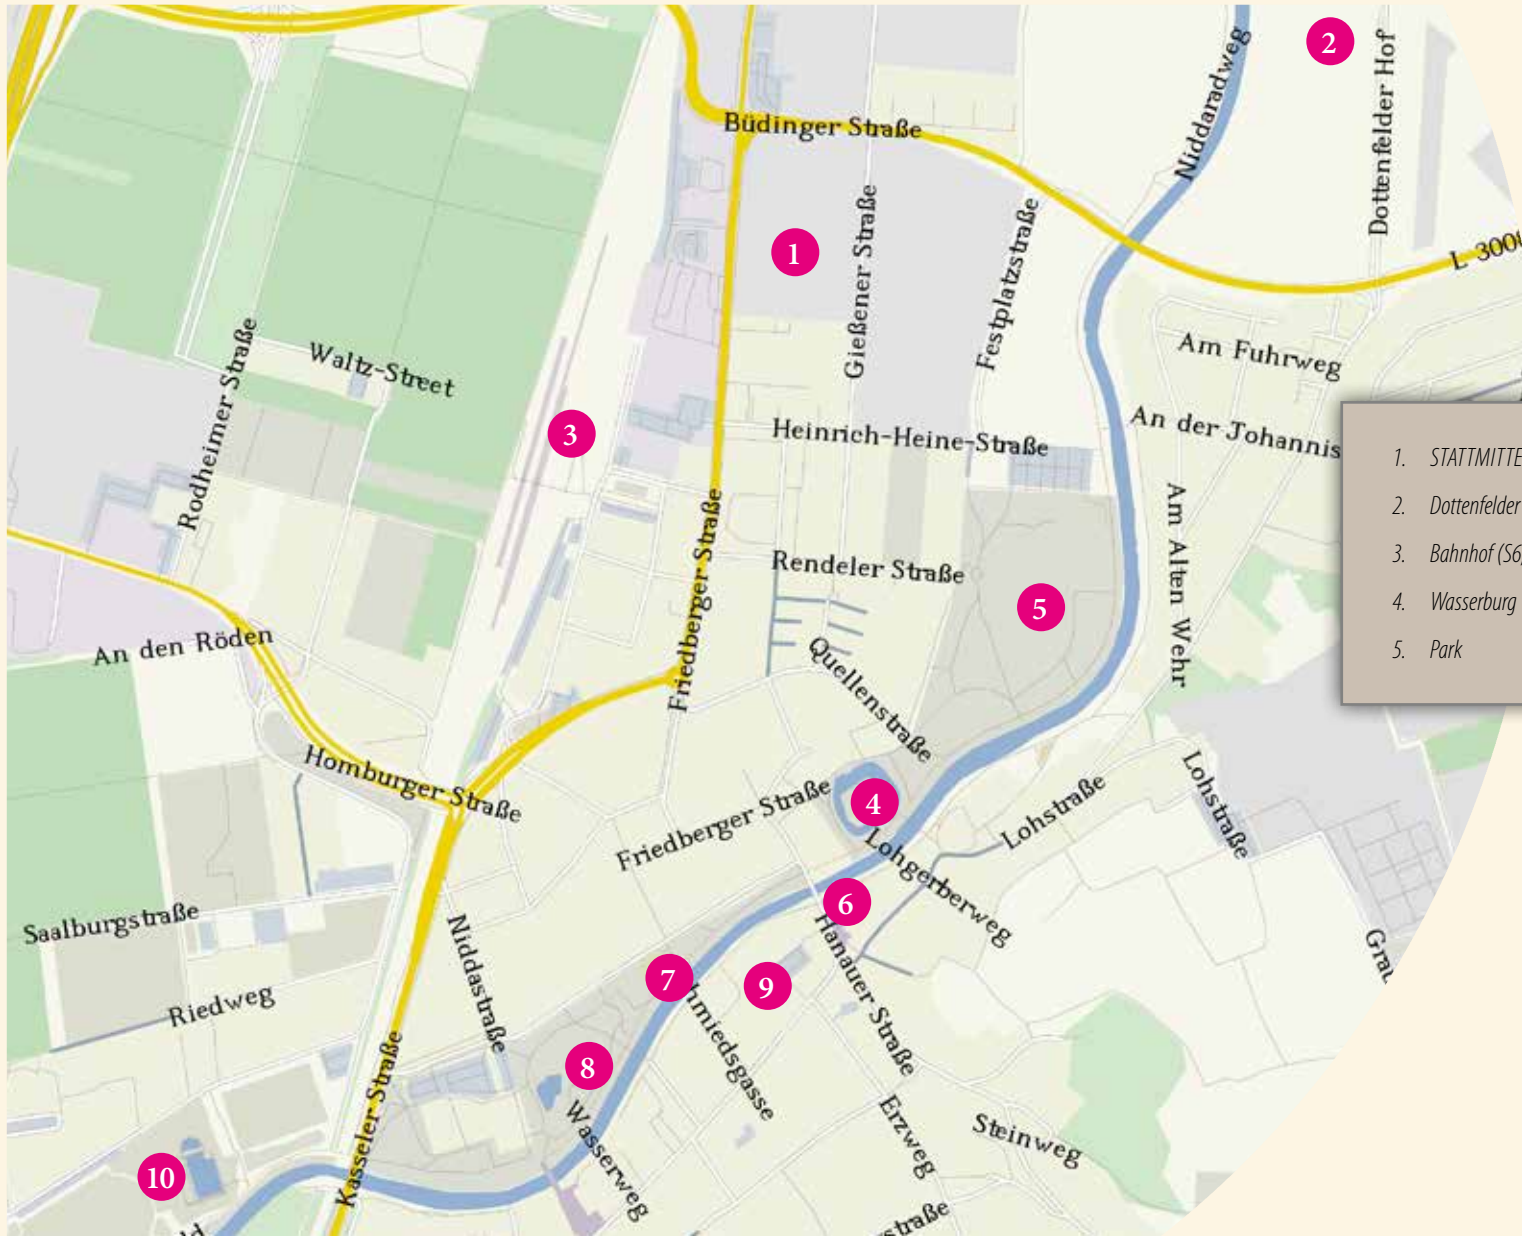 2
Niddaradweg
Dottenfelder Hof
Büdinger Straße
1
Gießener Straße
Festplatzstraße
L 300
Waltz-Street
Rodheimer Straße
Am Fuhrweg
3
Heinrich-Heine-Straße
An der Johannis
1. STATTMITTE
2. Dottenfelder
3. Bahnhof (S6
4. Wasserburg
5. Park
Friedberger Straße
Rendeler Straße
Am Alten Wehr
5
An den Röden
Quellenstraße
Homburger Straße
Friedberger Straße
4
Lohstraße
Lohstraße
Lohgerberweg
6
Saalburgstraße
Niddastraße
Hanauer Straße
7
9
Riedweg
hmiedsgasse
8
Kasseler Straße
Wasserweg
Erzweg
Steinweg
10
straße